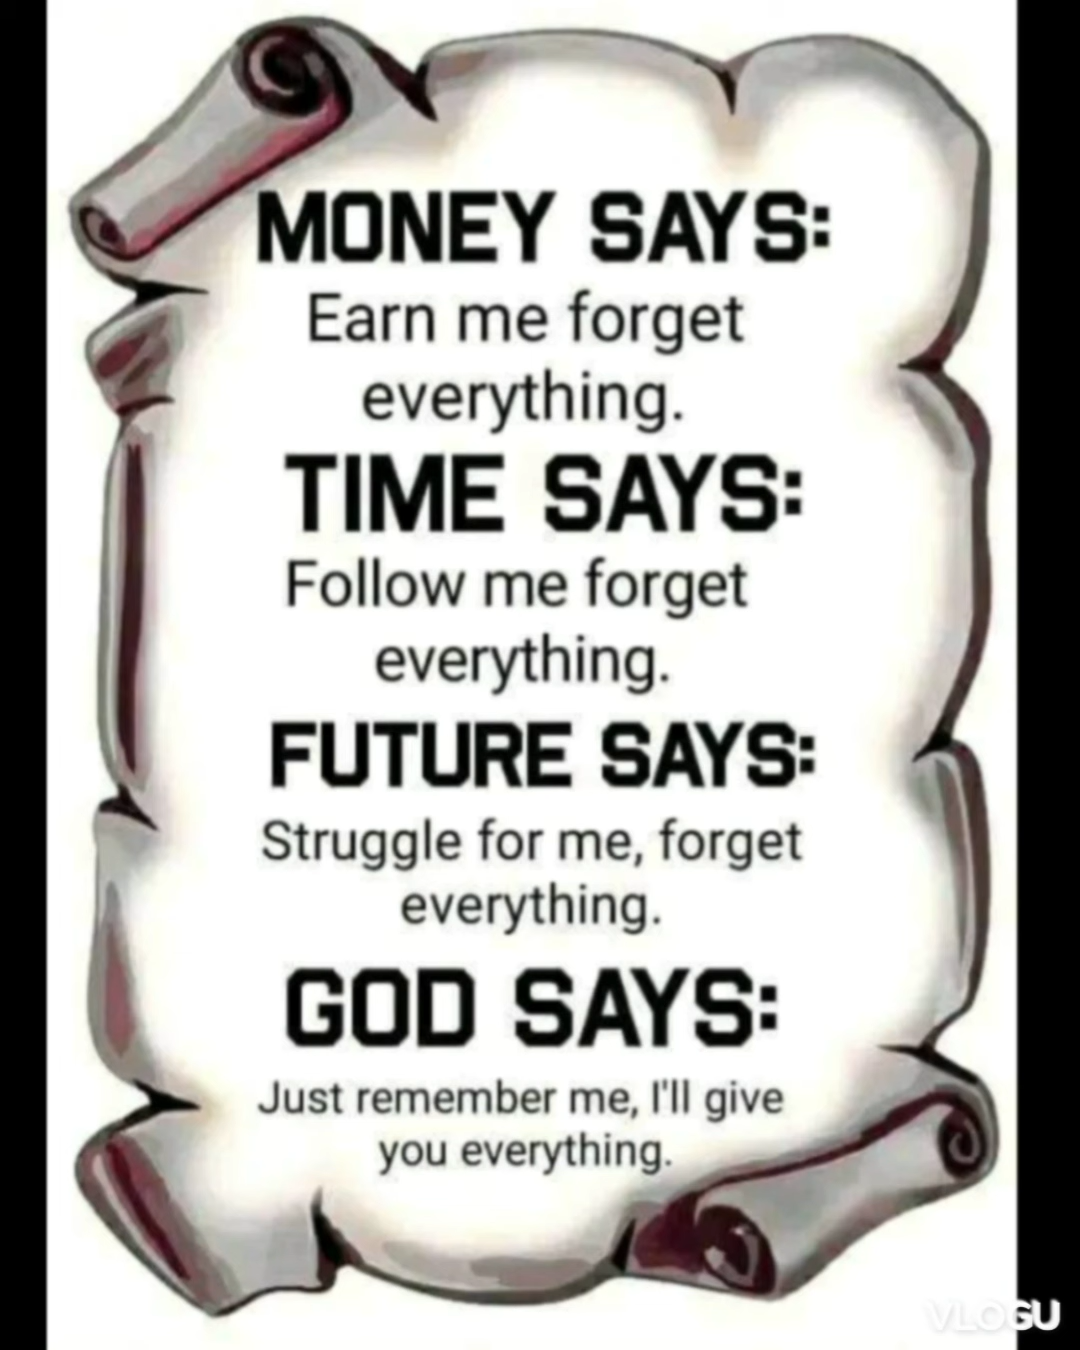 MONEY SAYS:
Earn me forget
everything.
TIME SAYS:
Follow me forget
everything.
FUTURE SAYS:
Struggle for me, forget
everything.
GOD SAYS:
Just remember me, I'll give
you everything.
VLOGU